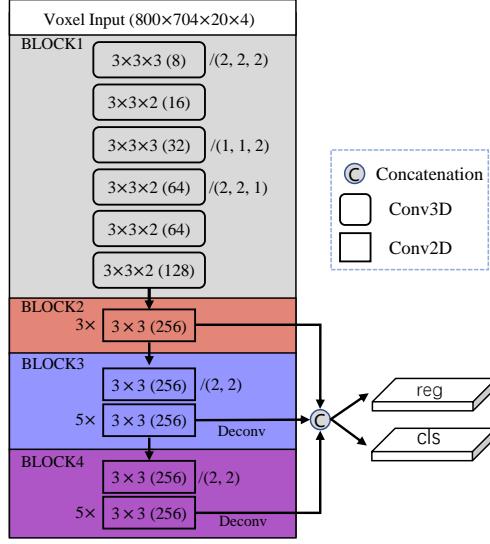 Voxel Input (800×704×20×4)
BLOCK1
3×3×3 (8) /(2, 2, 2)
3×3×2 (16)
3×3×3 (32) /(1, 1, 2)
3×3×2 (64) /(2, 2, 1)
3×3×2 (64)
3×3×2 (128)
BLOCK2
3× 3×3 (256)
BLOCK3
3×3 (256) /(2, 2)
5× 3×3 (256)
Deconv
BLOCK4
3×3 (256) /(2, 2)
5× 3×3 (256)
Deconv
C Concatenation
Conv3D
Conv2D
C
reg
cls